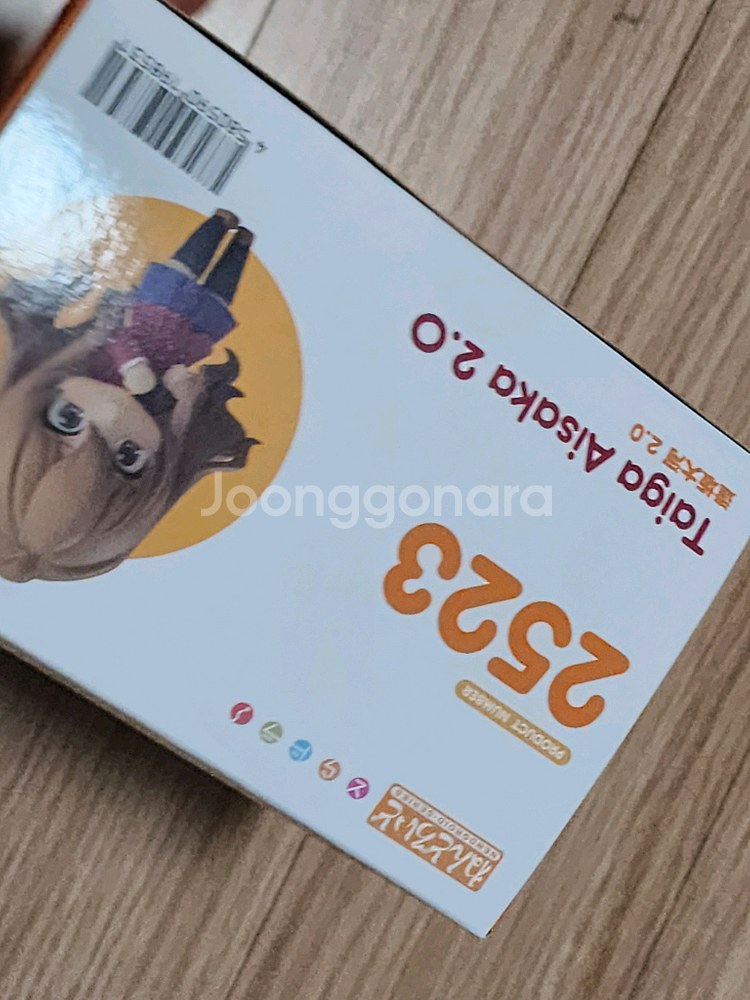 ねんどろいど
NENDOROID-SERIES
PRODUCT NUMBER
2523
逢坂大河 2.0
Taiga Aisaka 2.0
Joonggonara